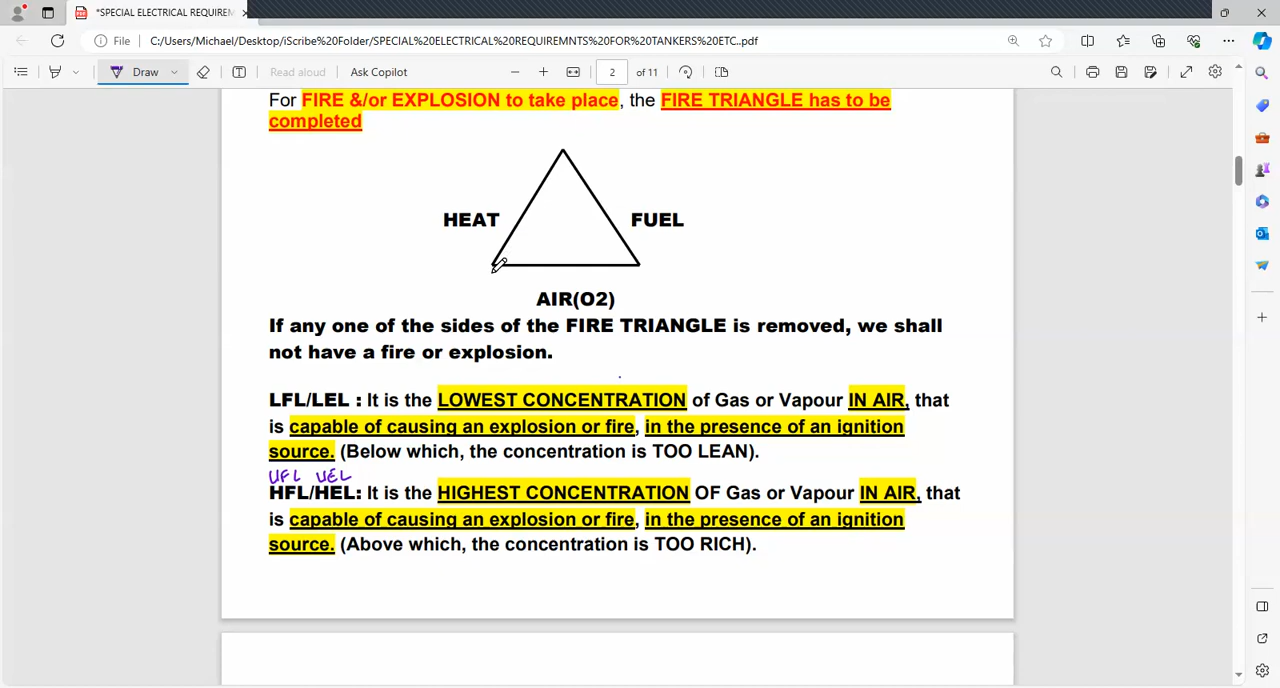 *SPECIAL ELECTRICAL REQUIREM
File C:/Users/Michael/Desktop/iScribe%20Folder/SPECIAL%20ELECTRICAL%20REQUIREMNTS%20FOR%20TANKERS%20ETC..pdf
Draw Read aloud Ask Copilot 2 of 11
For FIRE &/or EXPLOSION to take place, the FIRE TRIANGLE has to be
completed
HEAT FUEL
AIR(O2)
If any one of the sides of the FIRE TRIANGLE is removed, we shall
not have a fire or explosion.
LFL/LEL : It is the LOWEST CONCENTRATION of Gas or Vapour IN AIR, that
is capable of causing an explosion or fire, in the presence of an ignition
source. (Below which, the concentration is TOO LEAN).
UFL UEL
HFL/HEL: It is the HIGHEST CONCENTRATION OF Gas or Vapour IN AIR, that
is capable of causing an explosion or fire, in the presence of an ignition
source. (Above which, the concentration is TOO RICH).